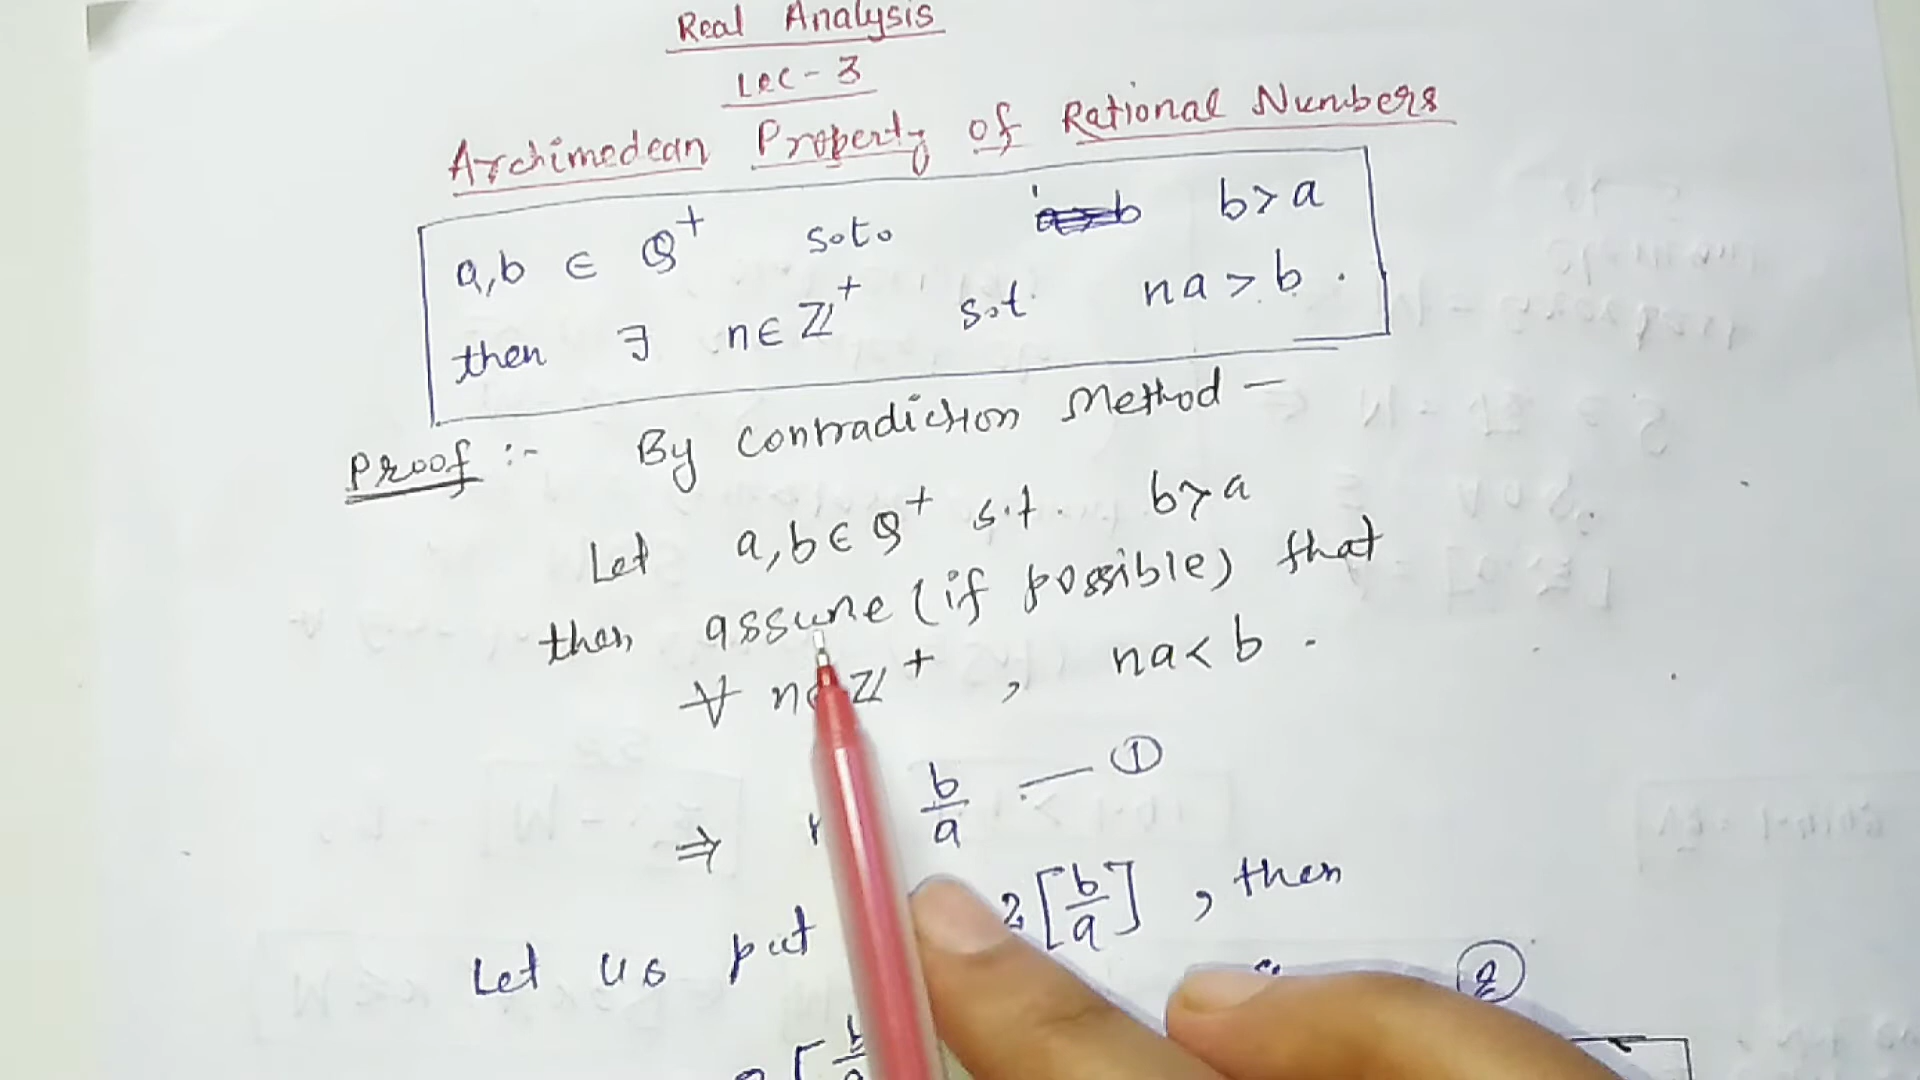 Real Analysis
Lec - 3
Archimedean Property of Rational Numbers
a,b ∈ Q⁺ s.t. b > a
then ∃ n ∈ ℤ⁺ s.t na > b .
Proof :- By Contradiction Method —
Let a,b ∈ Q⁺ s.t. b > a
then assume (if possible) that
∀ n ∈ ℤ⁺ , na < b .
⇒ b/a — ①
Let us put 2[b/a] , then
②